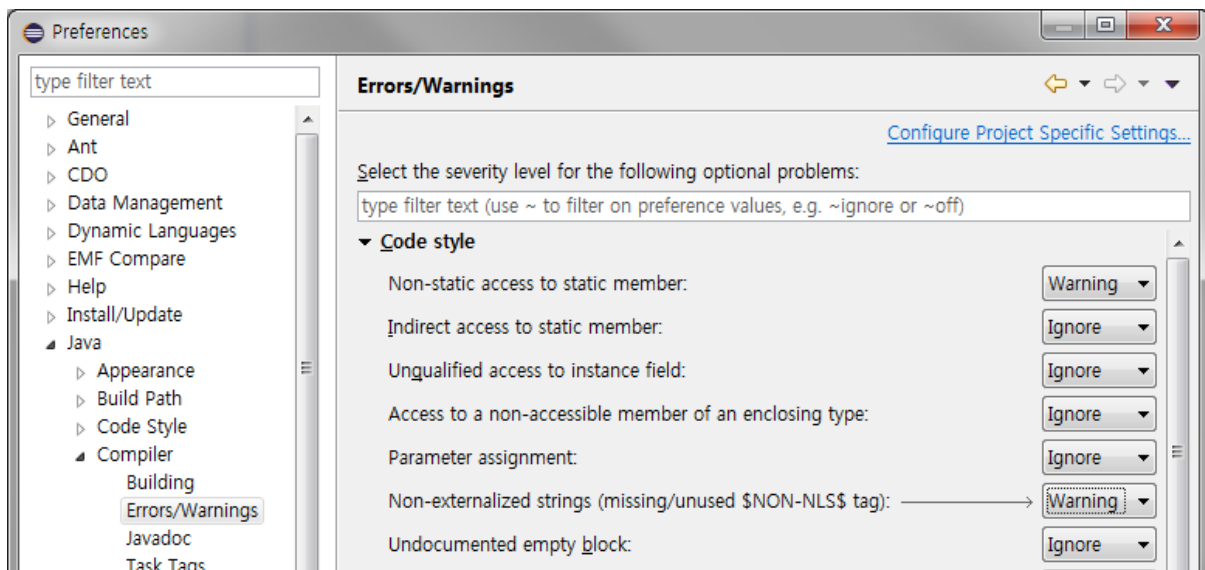 Preferences
type filter text
General
Ant
CDO
Data Management
Dynamic Languages
EMF Compare
Help
Install/Update
Java
Appearance
Build Path
Code Style
Compiler
Building
Errors/Warnings
Javadoc
Task Tags
Errors/Warnings
Configure Project Specific Settings...
Select the severity level for the following optional problems:
type filter text (use ~ to filter on preference values, e.g. ~ignore or ~off)
Code style
Non-static access to static member: Warning
Indirect access to static member: Ignore
Unqualified access to instance field: Ignore
Access to a non-accessible member of an enclosing type: Ignore
Parameter assignment: Ignore
Non-externalized strings (missing/unused $NON-NLS$ tag): Warning
Undocumented empty block: Ignore